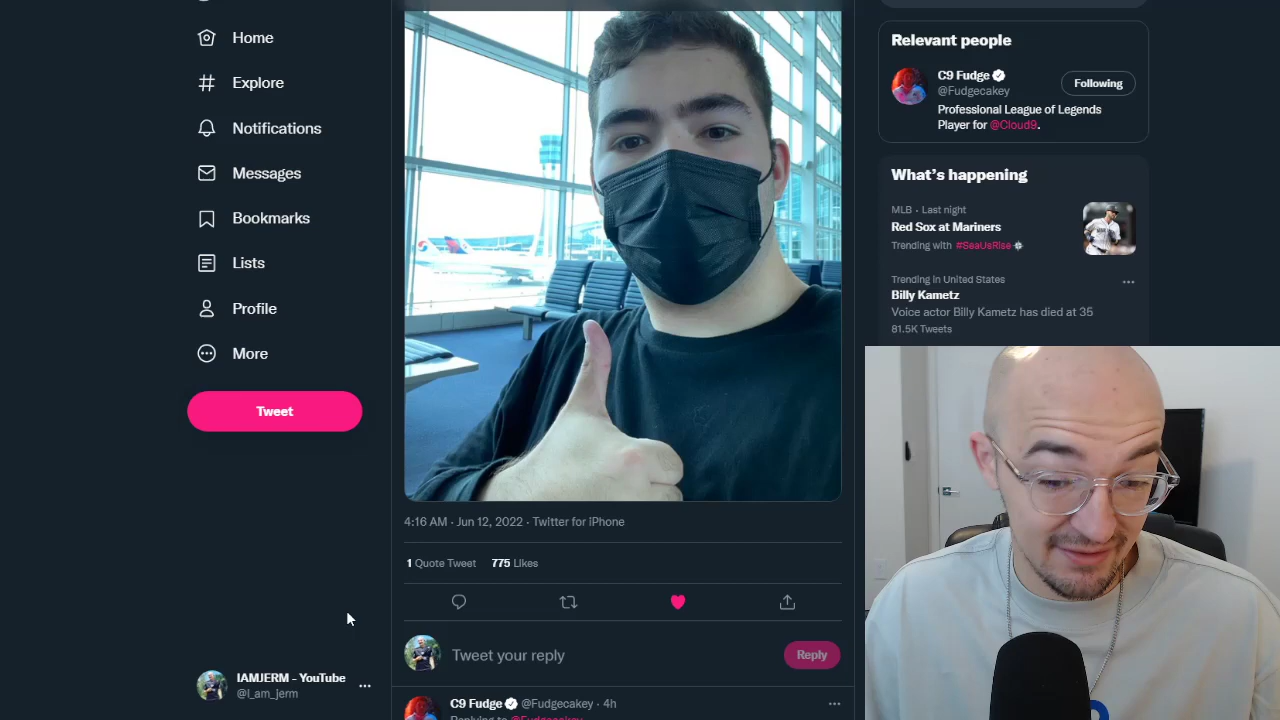 Home
Explore
Notifications
Messages
Bookmarks
Lists
Profile
More
Tweet
IAMJERM - YouTube
@I_am_jerm
4:16 AM · Jun 12, 2022 · Twitter for iPhone
1 Quote Tweet 775 Likes
Tweet your reply
Reply
C9 Fudge @Fudgecakey · 4h
Replying to @Fudgecakey
Relevant people
C9 Fudge
@Fudgecakey
Following
Professional League of Legends
Player for @Cloud9.
What's happening
MLB · Last night
Red Sox at Mariners
Trending with #SeaUsRise
Trending in United States
Billy Kametz
Voice actor Billy Kametz has died at 35
81.5K Tweets